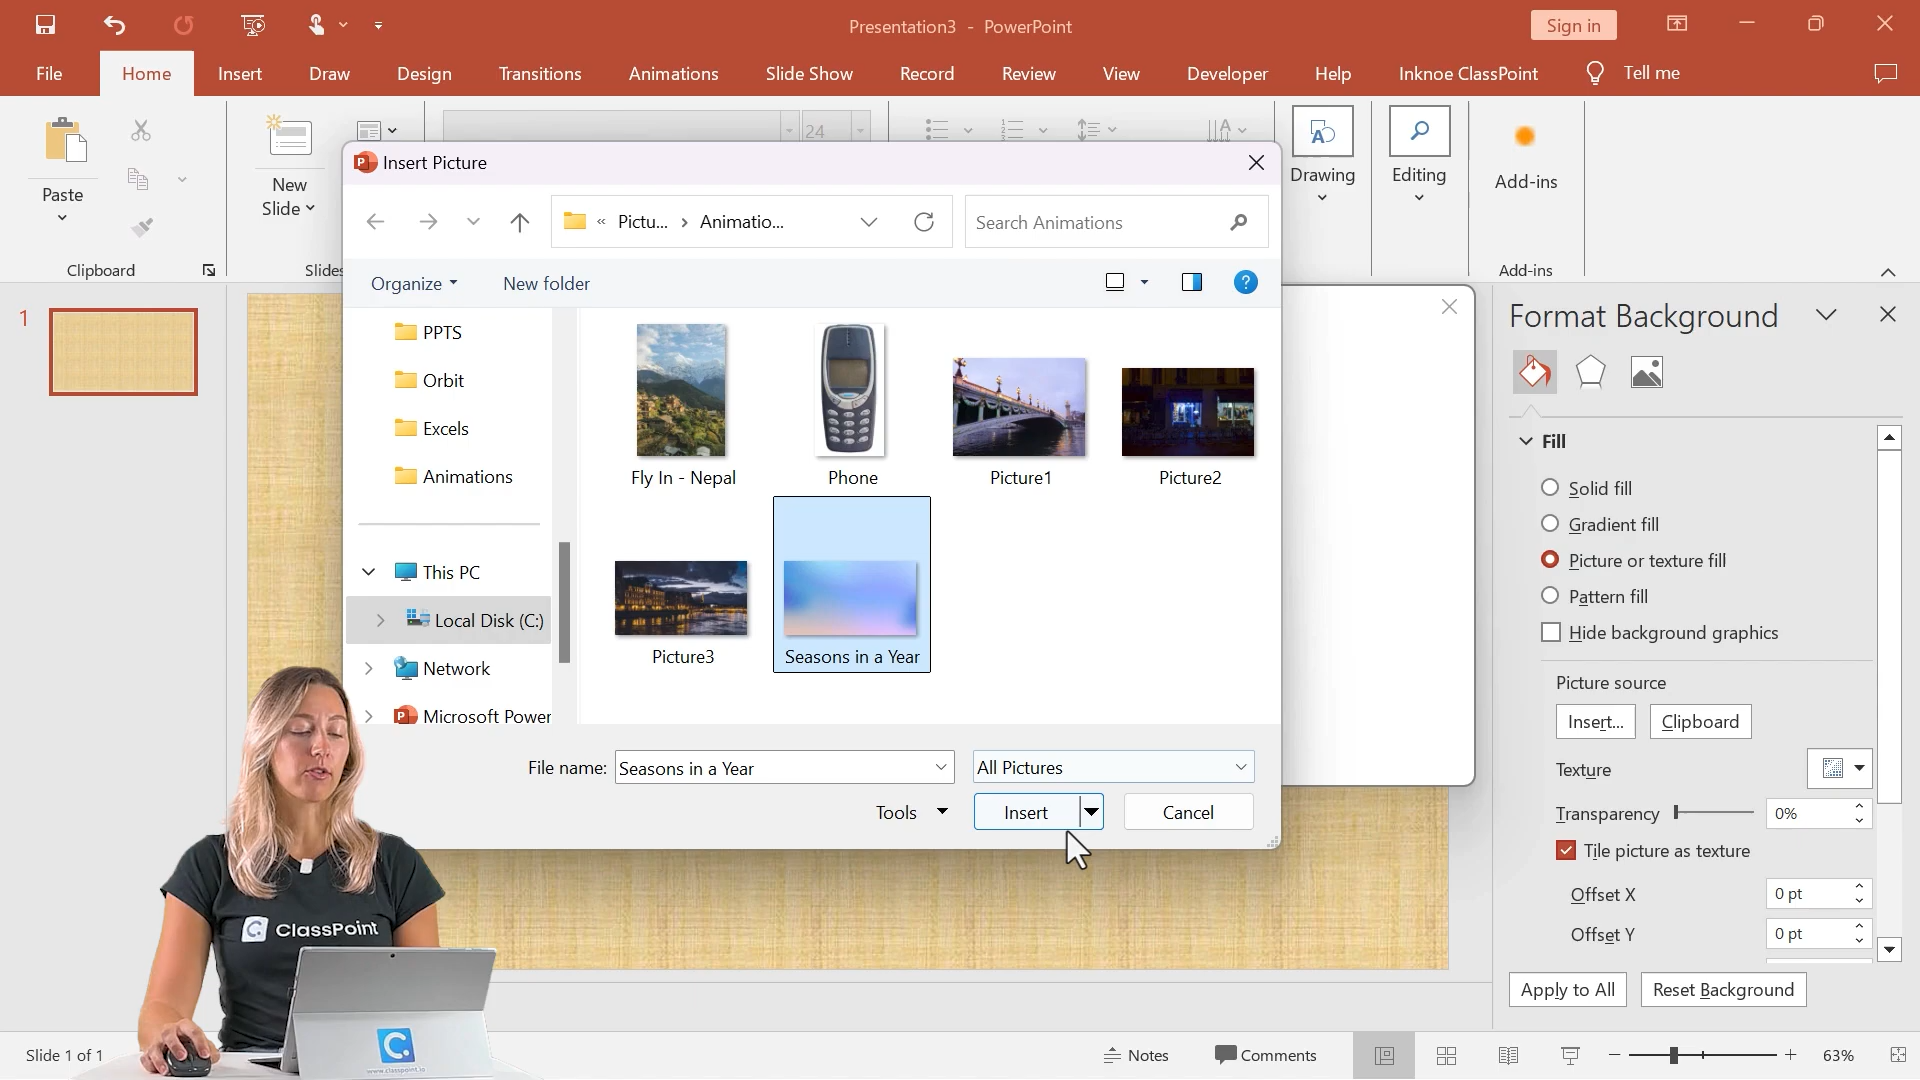 Presentation3 - PowerPoint
Sign in
File Home Insert Draw Design Transitions Animations Slide Show Record Review View Developer Help Inknoe ClassPoint Tell me
Paste
Clipboard
New
Slide
Slides
24
Drawing
Editing
Add-ins
Add-ins
1
Insert Picture
« Pictu... > Animatio...
Search Animations
Organize
New folder
PPTS
Orbit
Excels
Animations
This PC
Local Disk (C:)
Network
Microsoft Power
Fly In - Nepal
Phone
Picture1
Picture2
Picture3
Seasons in a Year
File name: Seasons in a Year
All Pictures
Tools
Insert
Cancel
Format Background
Fill
Solid fill
Gradient fill
Picture or texture fill
Pattern fill
Hide background graphics
Picture source
Insert...
Clipboard
Texture
Transparency 0%
Tile picture as texture
Offset X 0 pt
Offset Y 0 pt
Apply to All
Reset Background
ClassPoint
www.classpoint.io
Slide 1 of 1
Notes
Comments
63%